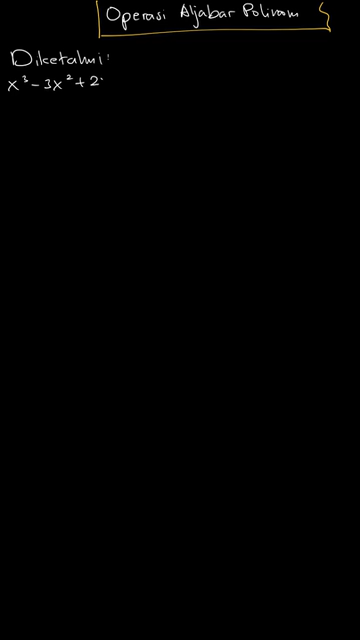 Operasi Aljabar Polinom
Diketahui:
x³ - 3x² + 2